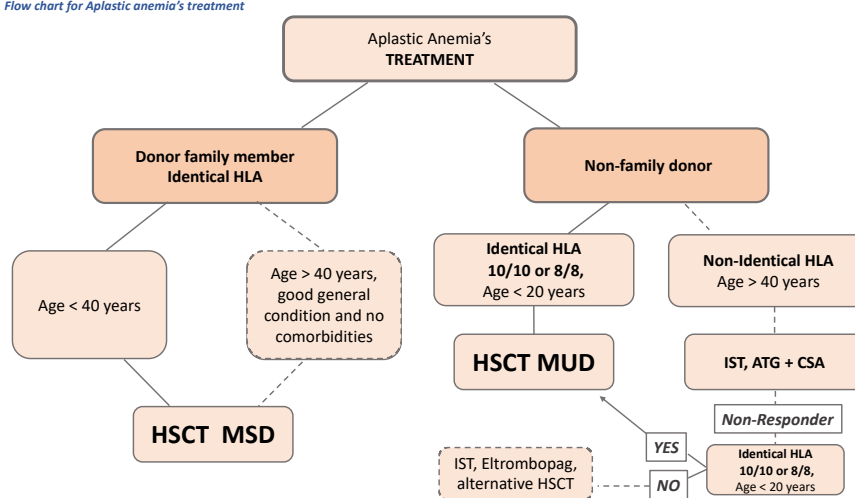 Flow chart for Aplastic anemia’s treatment
Aplastic Anemia’s
TREATMENT
Donor family member
Identical HLA
Non-family donor
Age < 40 years
Age > 40 years,
good general
condition and no
comorbidities
Identical HLA
10/10 or 8/8,
Age < 20 years
Non-Identical HLA
Age > 40 years
HSCT MSD
HSCT MUD
IST, ATG + CSA
Non-Responder
YES
Identical HLA
10/10 or 8/8,
Age < 20 years
NO
IST, Eltrombopag,
alternative HSCT